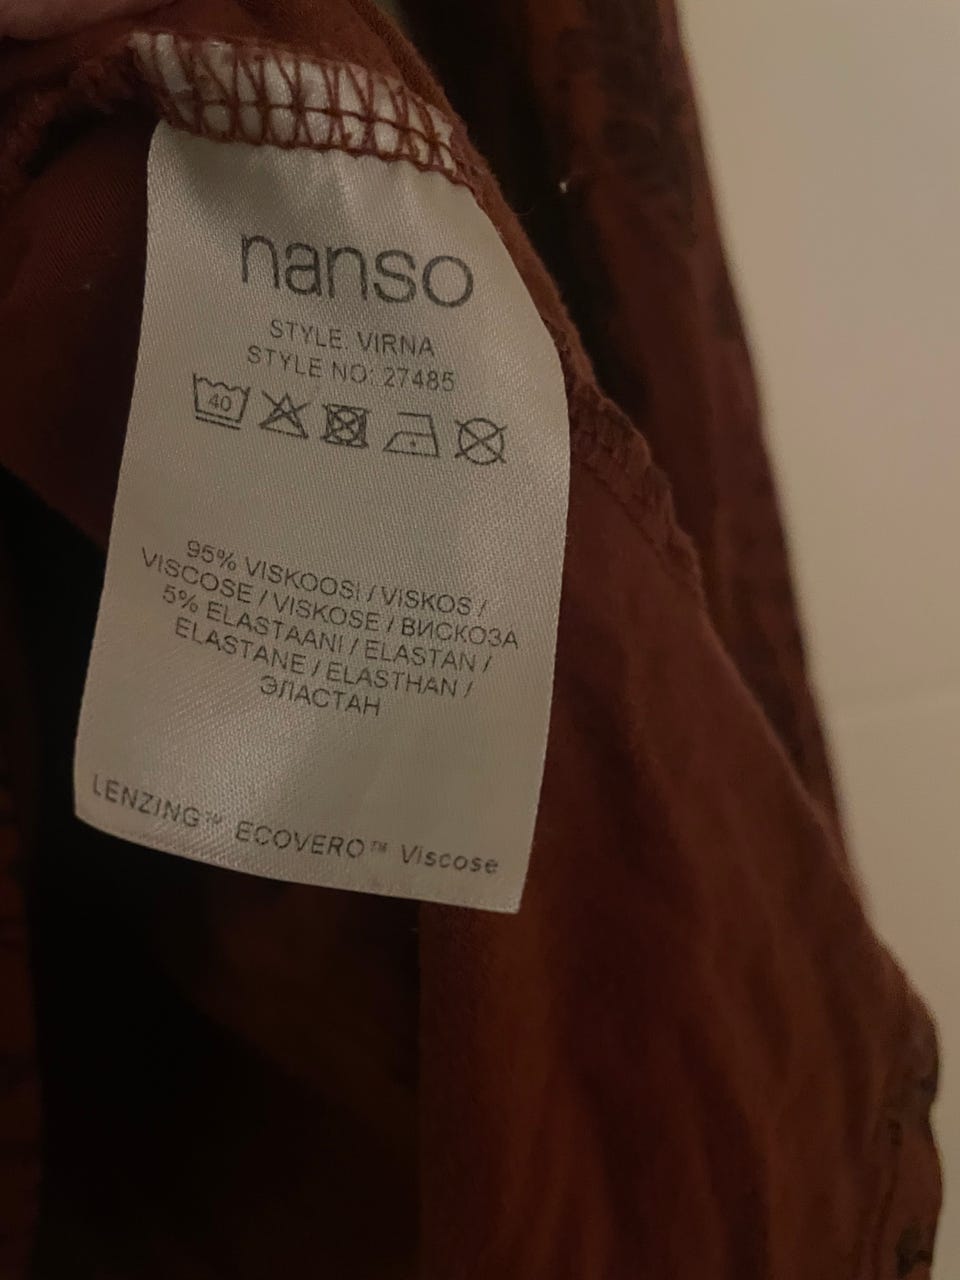 nanso
STYLE: VIRNA
STYLE NO: 27485
40
95% VISKOOSI / VISKOS /
VISCOSE / VISKOSE / ВИСКОЗА
5% ELASTAANI / ELASTAN /
ELASTANE / ELASTHAN /
ЭЛАСТАН
LENZING™ ECOVERO™ Viscose